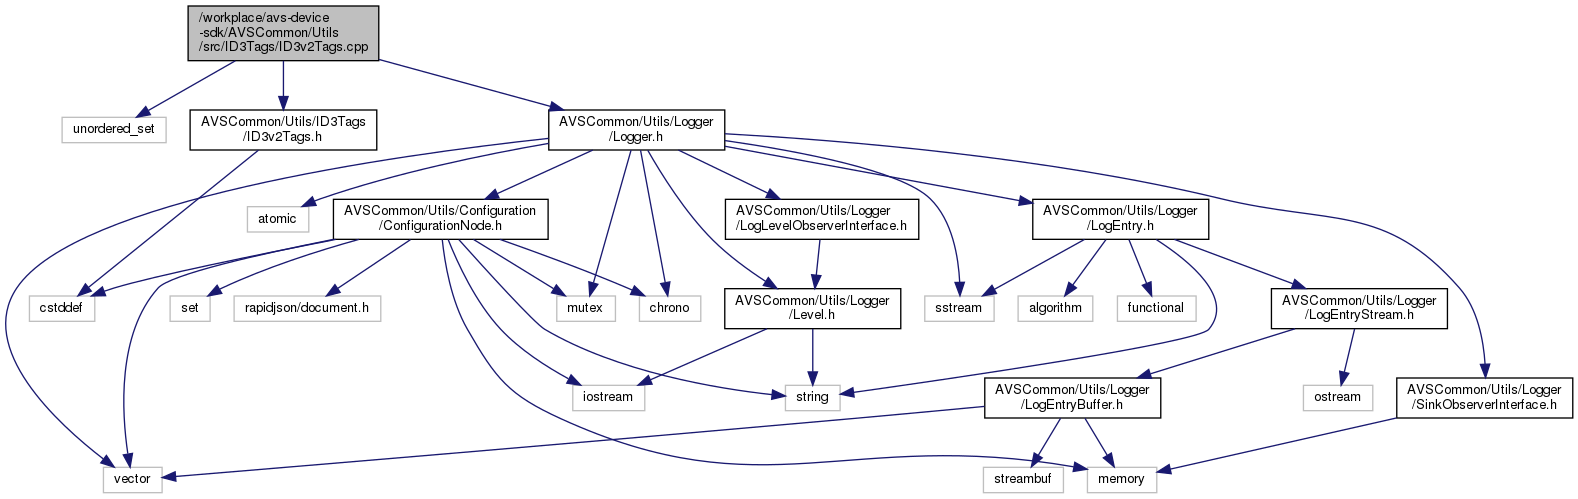 /workplace/avs-device
-sdk/AVSCommon/Utils
/src/ID3Tags/ID3v2Tags.cpp
unordered_set
AVSCommon/Utils/ID3Tags
/ID3v2Tags.h
AVSCommon/Utils/Logger
/Logger.h
atomic
AVSCommon/Utils/Configuration
/ConfigurationNode.h
AVSCommon/Utils/Logger
/LogLevelObserverInterface.h
AVSCommon/Utils/Logger
/LogEntry.h
cstddef
set
rapidjson/document.h
mutex
chrono
AVSCommon/Utils/Logger
/Level.h
sstream
algorithm
functional
AVSCommon/Utils/Logger
/LogEntryStream.h
iostream
string
AVSCommon/Utils/Logger
/LogEntryBuffer.h
ostream
AVSCommon/Utils/Logger
/SinkObserverInterface.h
vector
streambuf
memory